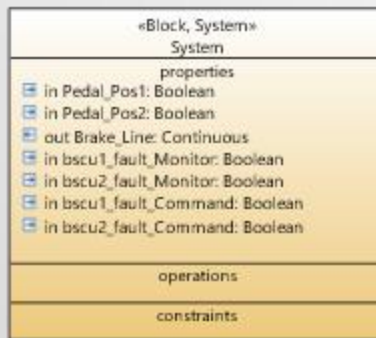 «Block, System»
System
properties
in Pedal_Pos1: Boolean
in Pedal_Pos2: Boolean
out Brake_Line: Continuous
in bscu1_fault_Monitor: Boolean
in bscu2_fault_Monitor: Boolean
in bscu1_fault_Command: Boolean
in bscu2_fault_Command: Boolean
operations
constraints